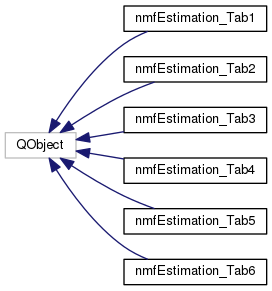 nmfEstimation_Tab1
nmfEstimation_Tab2
nmfEstimation_Tab3
QObject
nmfEstimation_Tab4
nmfEstimation_Tab5
nmfEstimation_Tab6